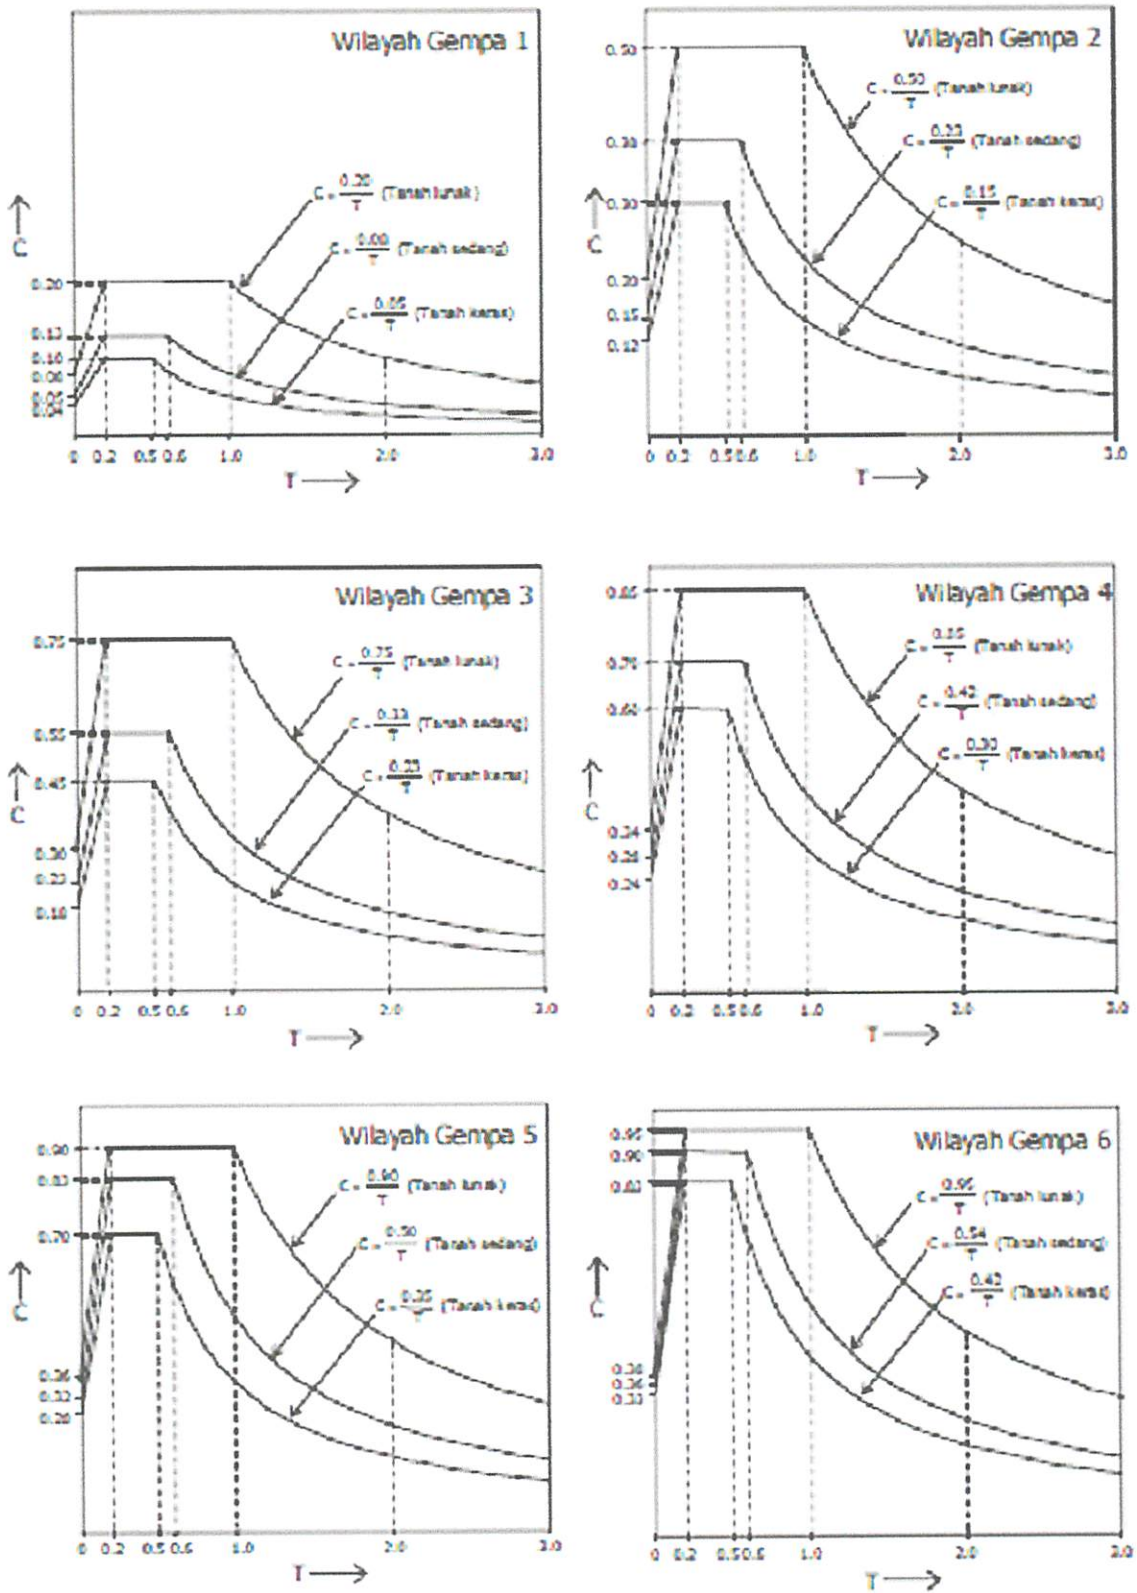 Wilayah Gempa 1
C = 0.20/T (Tanah lunak)
C = 0.08/T (Tanah sedang)
C = 0.05/T (Tanah keras)
C
0.20
0.13
0.10
0.08
0.05
0.04
0 0.2 0.5 0.6 1.0 2.0 3.0
T
Wilayah Gempa 2
0.50
C = 0.50/T (Tanah lunak)
0.38
C = 0.23/T (Tanah sedang)
0.30
C = 0.15/T (Tanah keras)
C
0.20
0.15
0.12
0 0.2 0.5 0.6 1.0 2.0 3.0
T
Wilayah Gempa 3
0.75
C = 0.75/T (Tanah lunak)
0.55
C = 0.33/T (Tanah sedang)
0.45
C = 0.23/T (Tanah keras)
C
0.30
0.23
0.18
0 0.2 0.5 0.6 1.0 2.0 3.0
T
Wilayah Gempa 4
0.85
C = 0.85/T (Tanah lunak)
0.70
C = 0.42/T (Tanah sedang)
0.60
C = 0.30/T (Tanah keras)
C
0.34
0.28
0.24
0 0.2 0.5 0.6 1.0 2.0 3.0
T
Wilayah Gempa 5
0.90
0.83
C = 0.90/T (Tanah lunak)
0.70
C = 0.50/T (Tanah sedang)
C = 0.35/T (Tanah keras)
C
0.36
0.32
0.28
0 0.2 0.5 0.6 1.0 2.0 3.0
T
Wilayah Gempa 6
0.95
0.90
0.83
C = 0.95/T (Tanah lunak)
C = 0.54/T (Tanah sedang)
C = 0.42/T (Tanah keras)
C
0.38
0.36
0.33
0 0.2 0.5 0.6 1.0 2.0 3.0
T